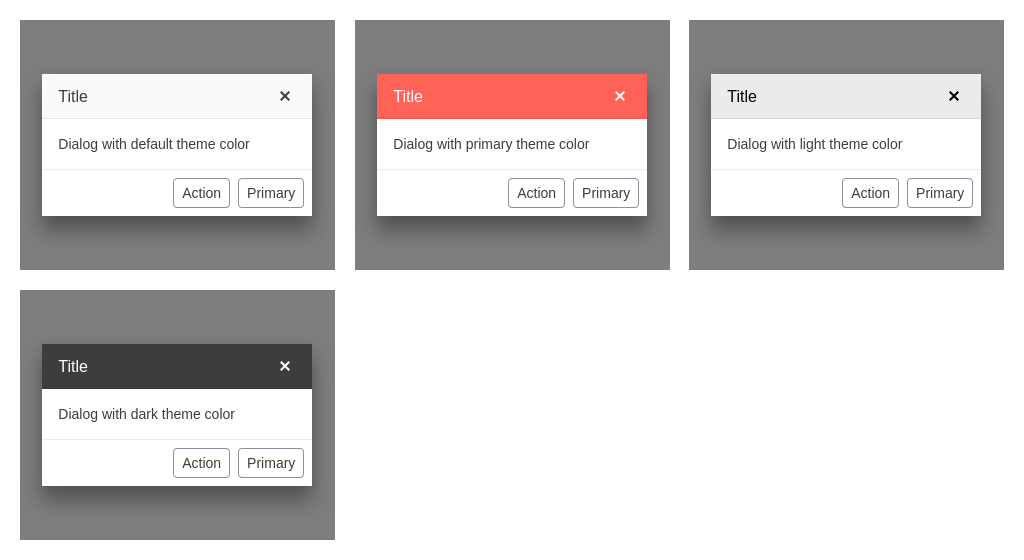 Title ✕
Dialog with default theme color
Action Primary
Title ✕
Dialog with primary theme color
Action Primary
Title ✕
Dialog with light theme color
Action Primary
Title ✕
Dialog with dark theme color
Action Primary